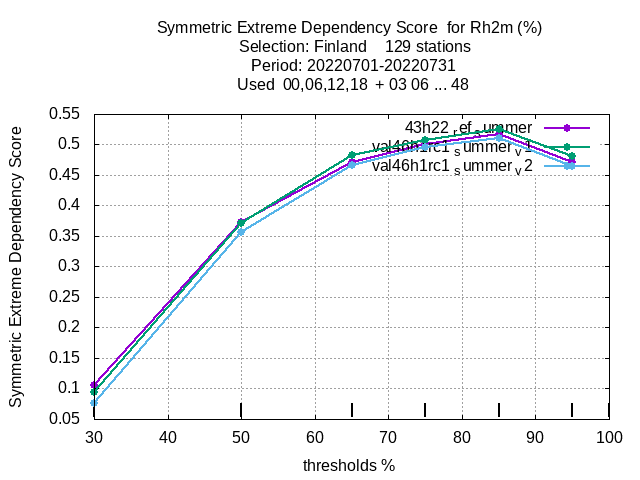 Symmetric Extreme Dependency Score for Rh2m (%)
Selection: Finland 129 stations
Period: 20220701-20220731
Used 00,06,12,18 + 03 06 ... 48
Symmetric Extreme Dependency Score
0.55
0.5
0.45
0.4
0.35
0.3
0.25
0.2
0.15
0.1
0.05
43h22_ref_summer
val46h1rc1_summer_v1
val46h1rc1_summer_v2
30 40 50 60 70 80 90 100
thresholds %